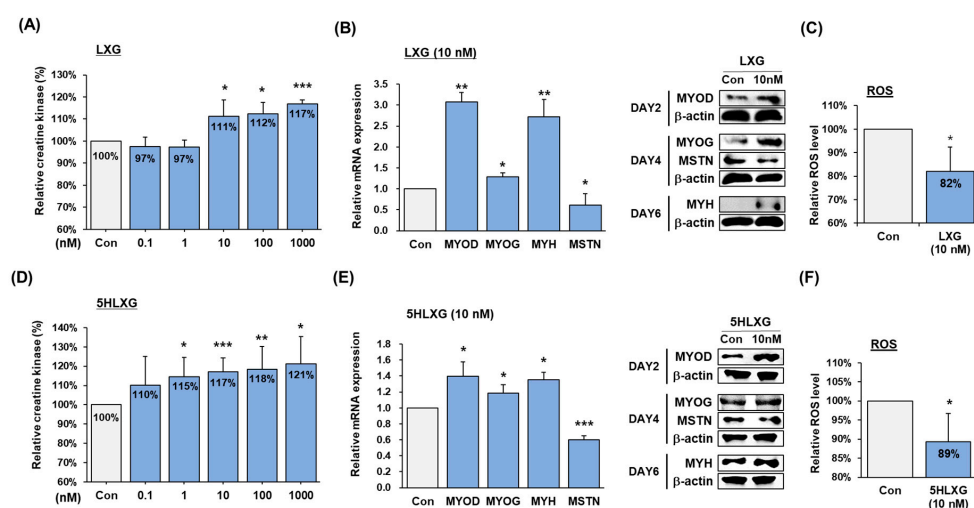 (A)
LXG
Relative creatine kinase (%)
130%
120%
110%
100%
90%
80%
70%
60%
100%
97%
97%
111%
112%
117%
*
*
***
(nM) Con 0.1 1 10 100 1000
(B)
LXG (10 nM)
Relative mRNA expression
3.5
3.0
2.5
2.0
1.5
1.0
0.5
0.0
**
*
**
*
Con MYOD MYOG MYH MSTN
LXG
Con 10nM
DAY2
MYOD
β-actin
DAY4
MYOG
MSTN
β-actin
DAY6
MYH
β-actin
(C)
ROS
Relative ROS level
110%
100%
90%
80%
70%
60%
*
82%
Con LXG
(10 nM)
(D)
5HLXG
Relative creatine kinase (%)
140%
130%
120%
110%
100%
90%
80%
70%
60%
100%
110%
115%
117%
118%
121%
*
***
**
*
(nM) Con 0.1 1 10 100 1000
(E)
5HLXG (10 nM)
Relative mRNA expression
1.8
1.6
1.4
1.2
1.0
0.8
0.6
0.4
0.2
0.0
*
*
*
***
Con MYOD MYOG MYH MSTN
5HLXG
Con 10nM
DAY2
MYOD
β-actin
DAY4
MYOG
MSTN
β-actin
DAY6
MYH
β-actin
(F)
ROS
Relative ROS level
110%
105%
100%
95%
90%
85%
80%
*
89%
Con 5HLXG
(10 nM)